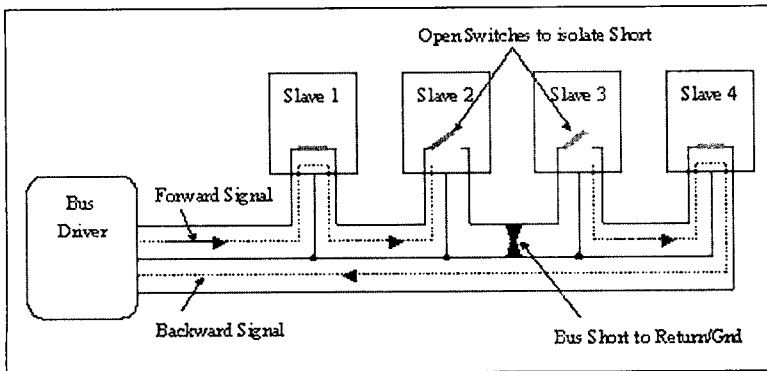 Open Switches to isolate Short
Slave 1
Slave 2
Slave 3
Slave 4
Bus
Driver
Forward Signal
Backward Signal
Bus Short to Return/Gnd